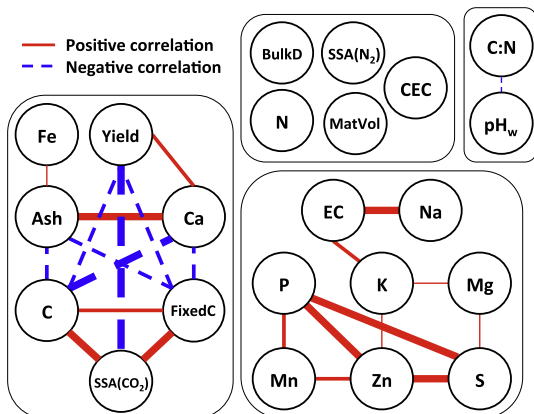 Positive correlation
Negative correlation
BulkD
SSA(N₂)
CEC
N
MatVol
C:N
pHw
Fe
Yield
Ash
Ca
C
FixedC
SSA(CO₂)
EC
Na
P
K
Mg
Mn
Zn
S